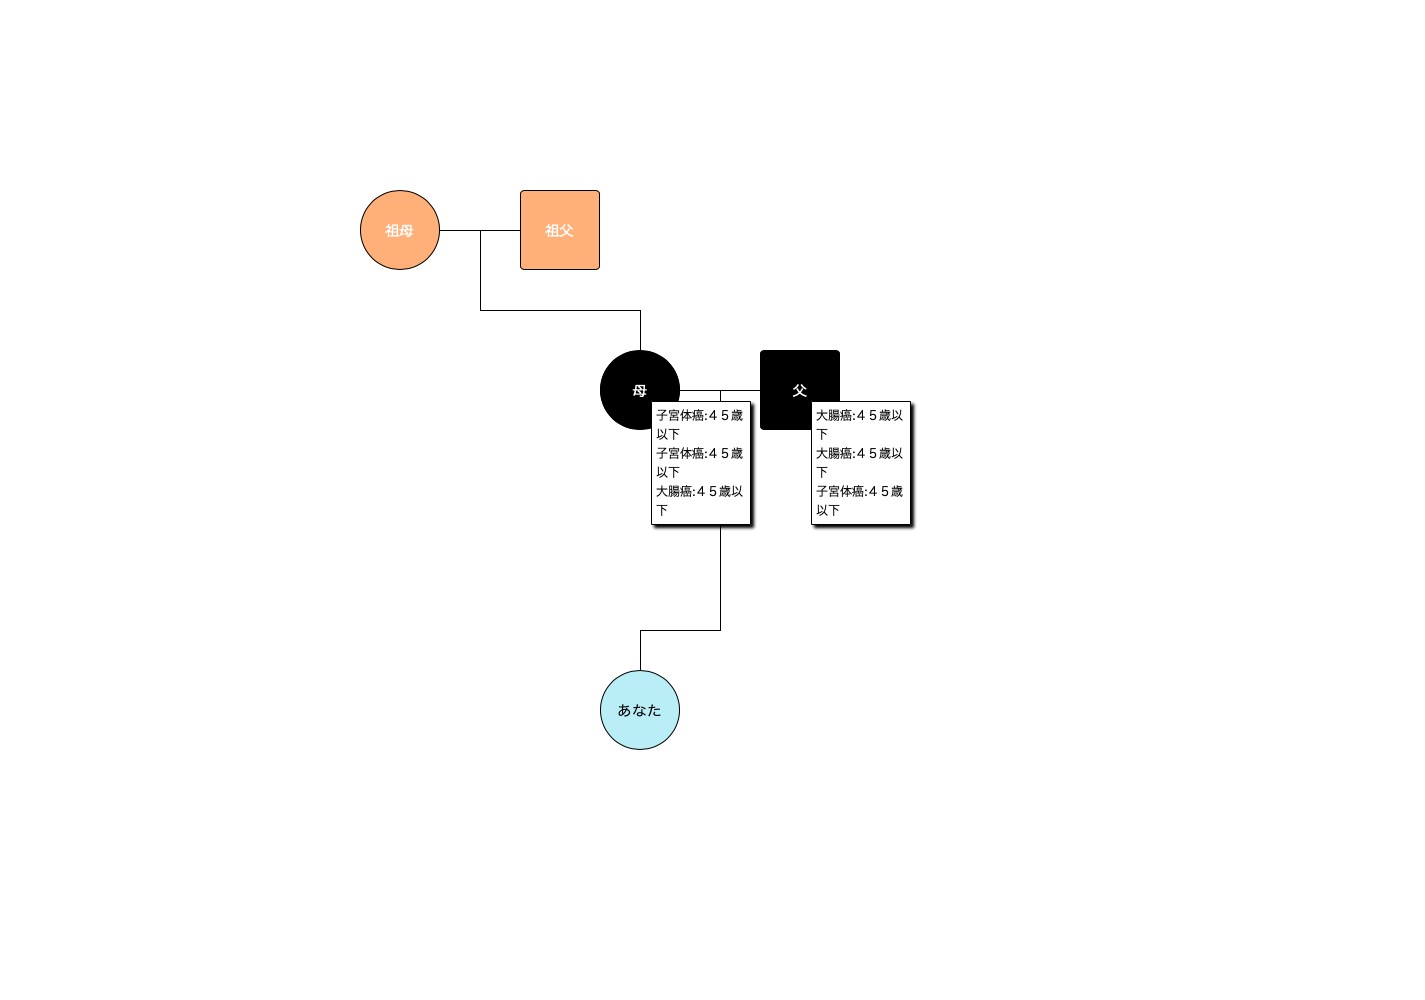 祖母
祖父
母
父
子宮体癌:４５歳
以下
子宮体癌:４５歳
以下
大腸癌:４５歳以
下
大腸癌:４５歳以
下
大腸癌:４５歳以
下
子宮体癌:４５歳
以下
あなた